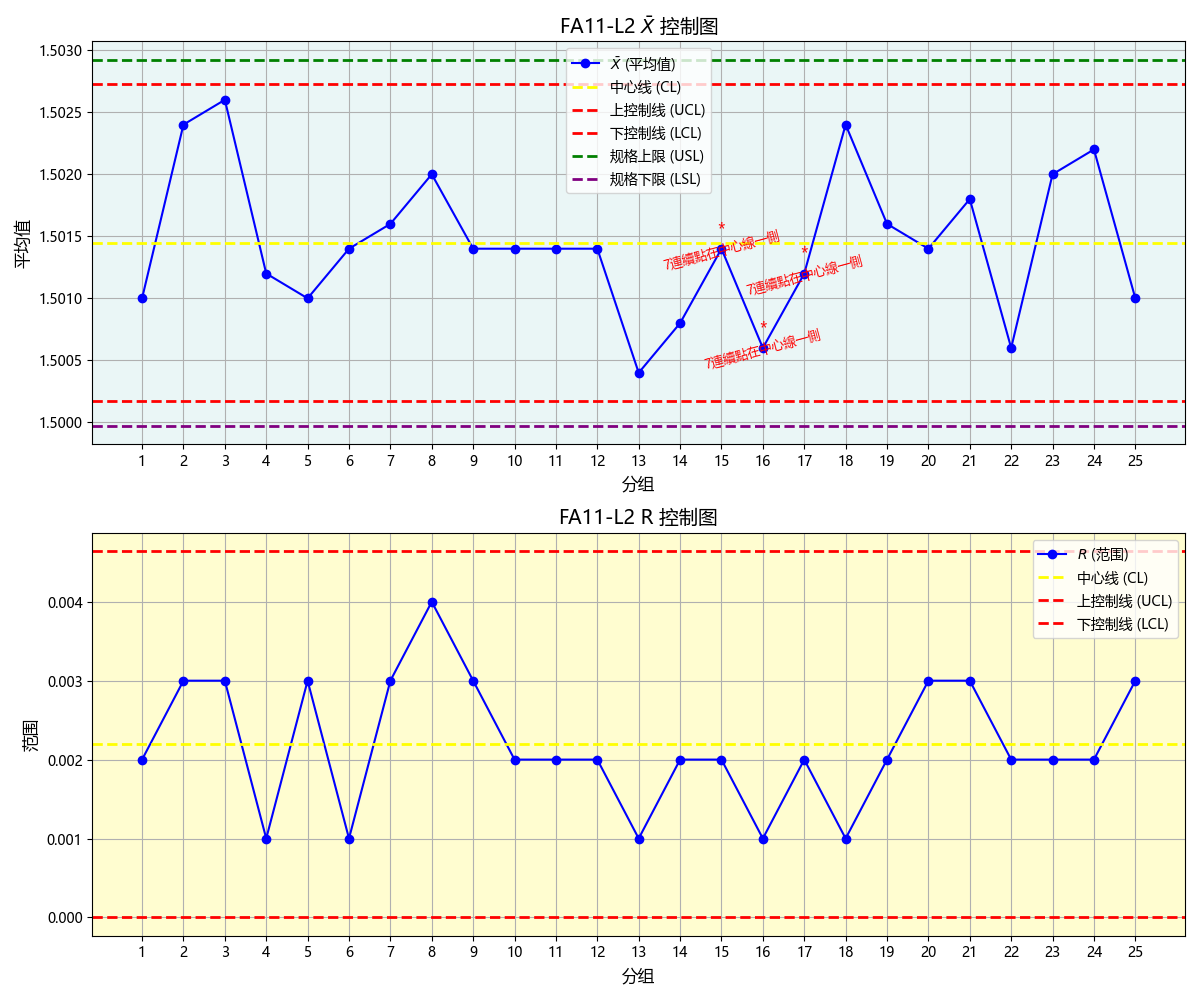 FA11-L2 X̄ 控制图
平均值
1.5030
1.5025
1.5020
1.5015
1.5010
1.5005
1.5000
X̄ (平均值)
中心线 (CL)
上控制线 (UCL)
下控制线 (LCL)
规格上限 (USL)
规格下限 (LSL)
*
7連續點在中心線一側
*
7連續點在中心線一側
*
7連續點在中心線一側
1 2 3 4 5 6 7 8 9 10 11 12 13 14 15 16 17 18 19 20 21 22 23 24 25
分组
FA11-L2 R 控制图
范围
0.004
0.003
0.002
0.001
0.000
R (范围)
中心线 (CL)
上控制线 (UCL)
下控制线 (LCL)
1 2 3 4 5 6 7 8 9 10 11 12 13 14 15 16 17 18 19 20 21 22 23 24 25
分组